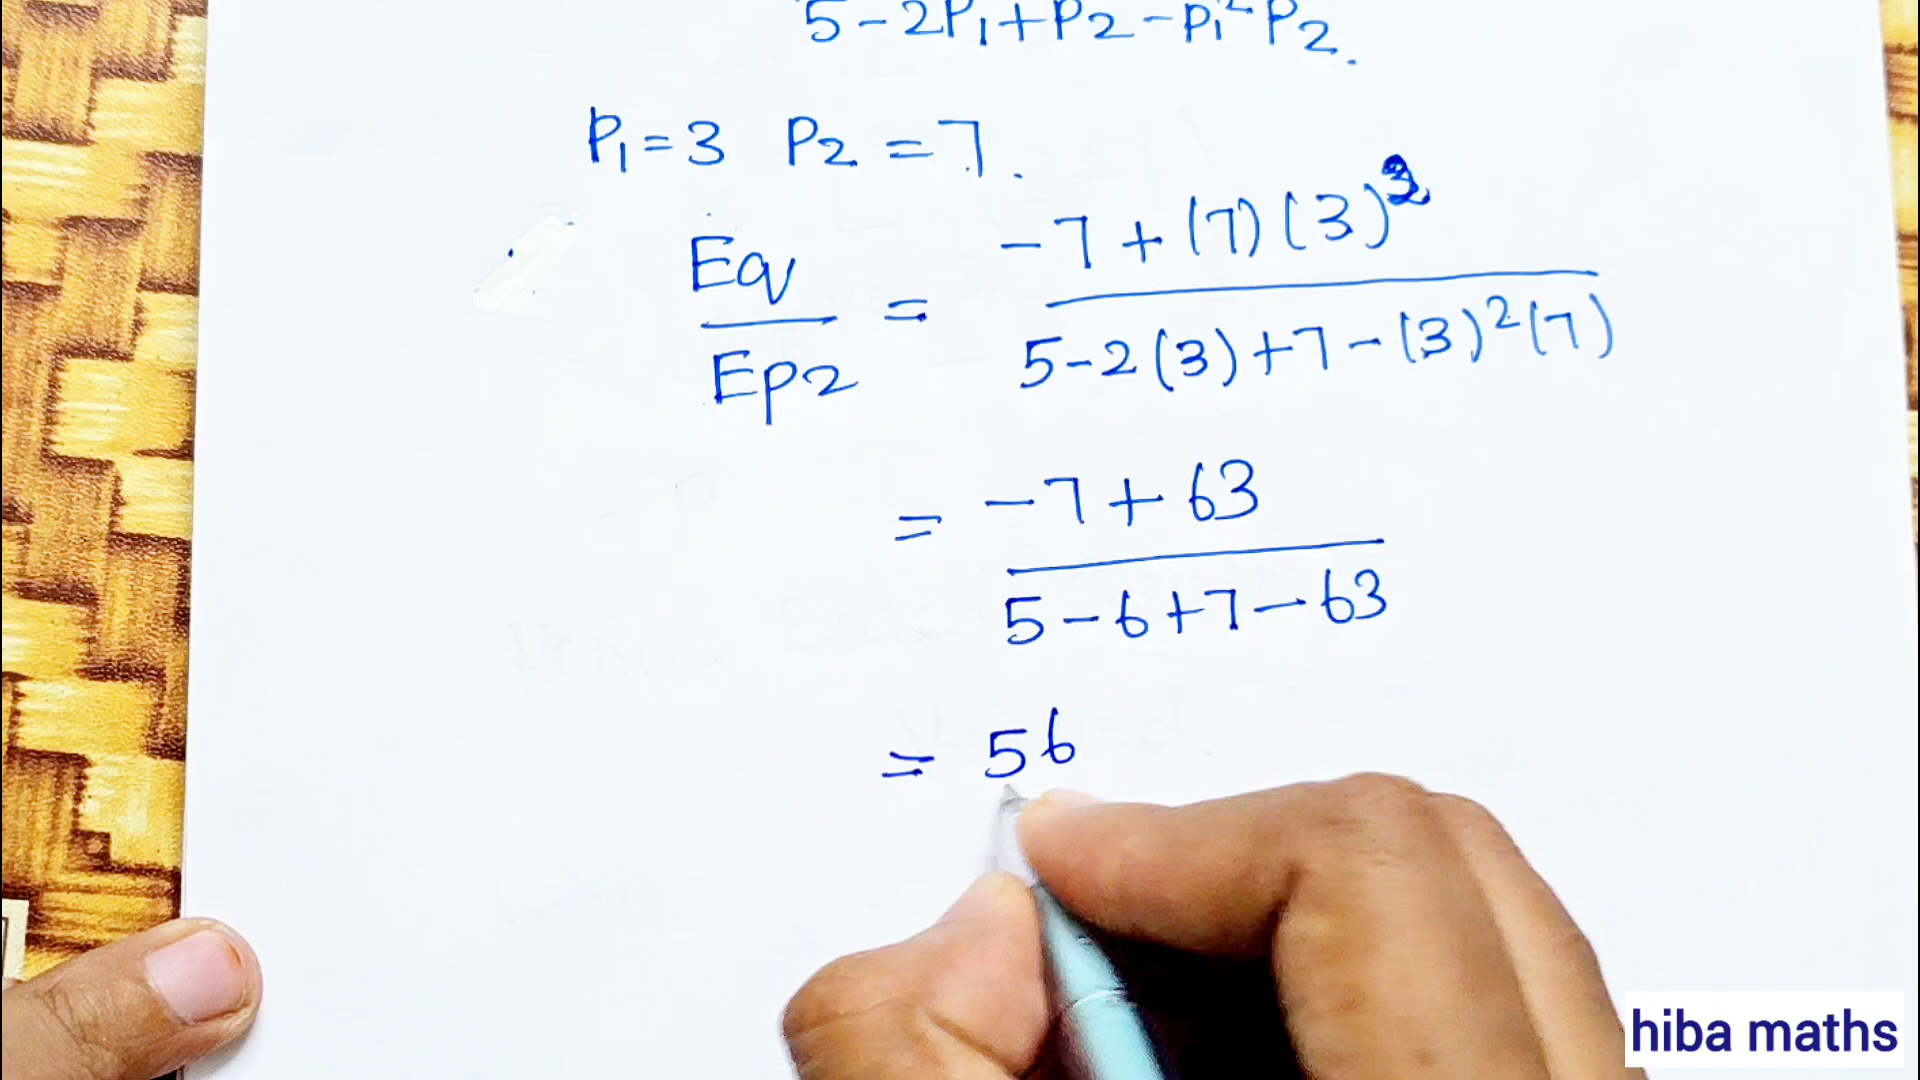 5-2P₁+P₂-P₁²P₂.
P₁=3 P₂=7.
Eq/Ep₂ = -7+(7)(3)²/5-2(3)+7-(3)²(7)
= -7+63/5-6+7-63
= 56
hiba maths